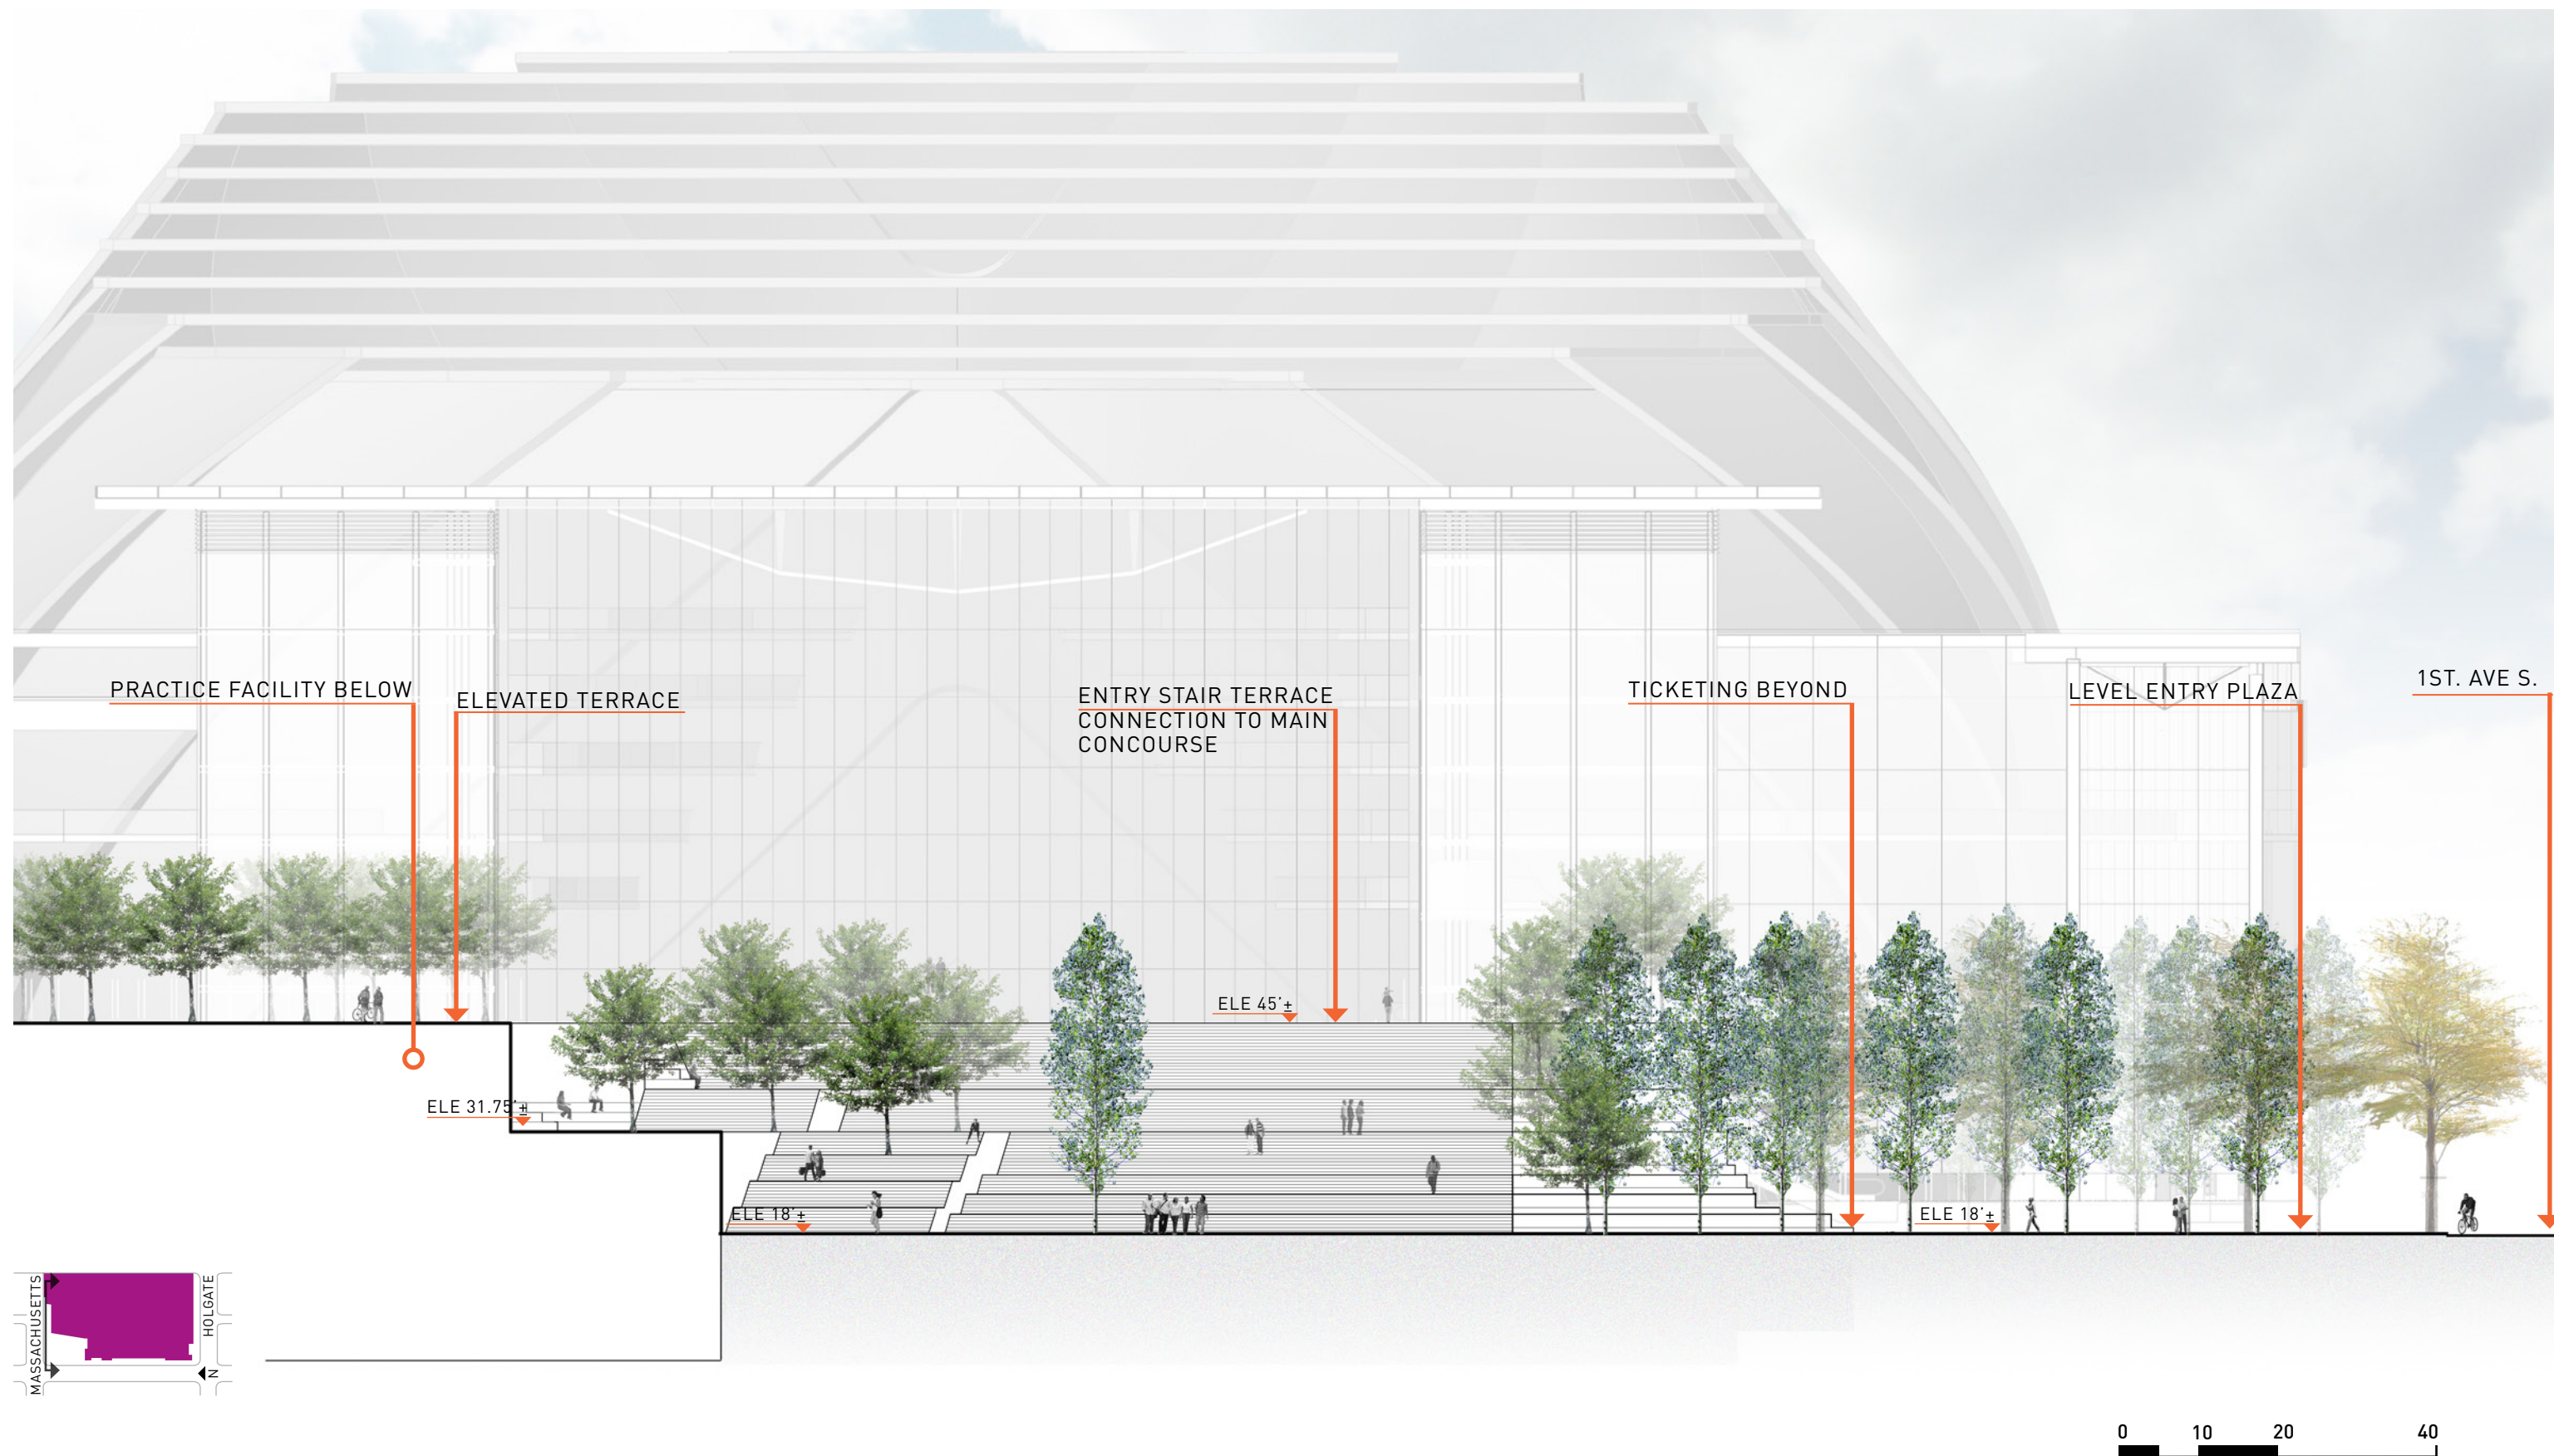 PRACTICE FACILITY BELOW
ELEVATED TERRACE
ENTRY STAIR TERRACE
CONNECTION TO MAIN
CONCOURSE
TICKETING BEYOND
LEVEL ENTRY PLAZA
1ST. AVE S.
ELE 45'±
ELE 31.75'±
ELE 18'±
ELE 18'±
MASSACHUSETTS
HOLGATE
N
0 10 20 40